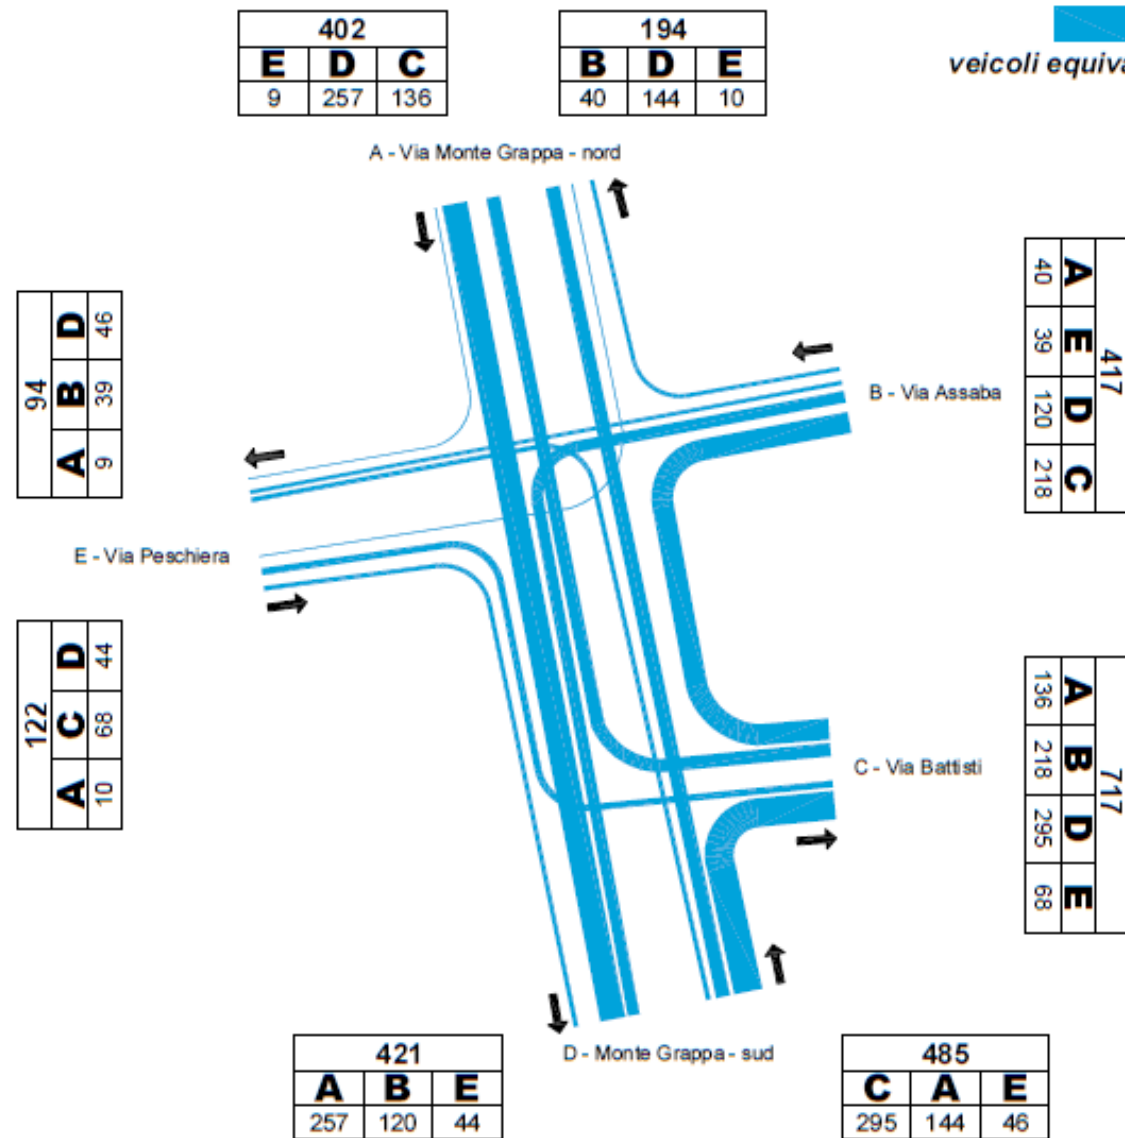 402
E D C
9 257 136
194
B D E
40 144 10
veicoli equiva
A - Via Monte Grappa - nord
417
A E D C
40 39 120 218
B - Via Assaba
94
A B D
9 39 46
E - Via Peschiera
122
A C D
10 68 44
717
A B D E
136 218 295 68
C - Via Battisti
421
A B E
257 120 44
D - Monte Grappa - sud
485
C A E
295 144 46